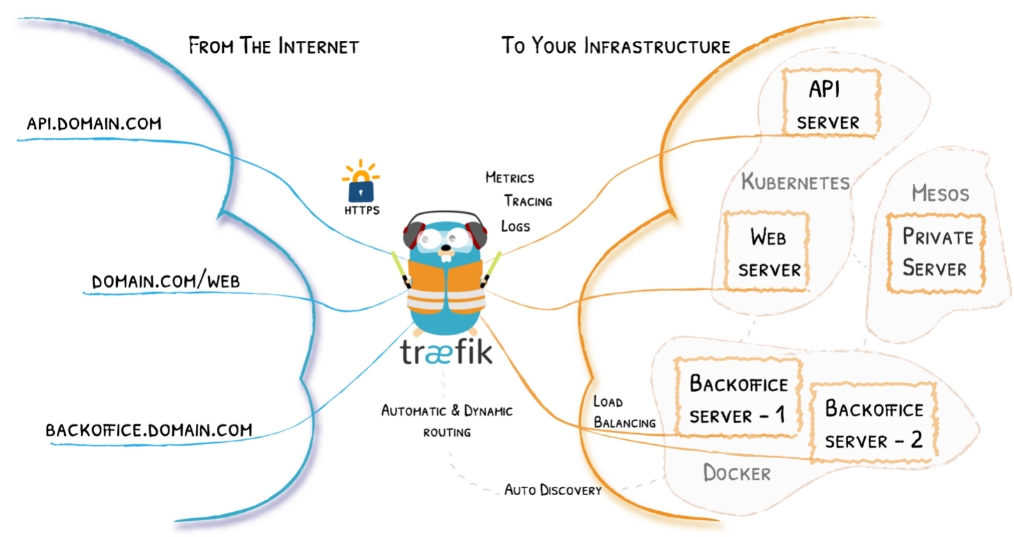 From The Internet
To Your Infrastructure
API
server
api.domain.com
Metrics
Tracing
Logs
HTTPS
Kubernetes
Mesos
Web
server
Private
Server
domain.com/web
træfik
Automatic & Dynamic
routing
Load
Balancing
Backoffice
server - 1
Backoffice
server - 2
backoffice.domain.com
Docker
Auto Discovery